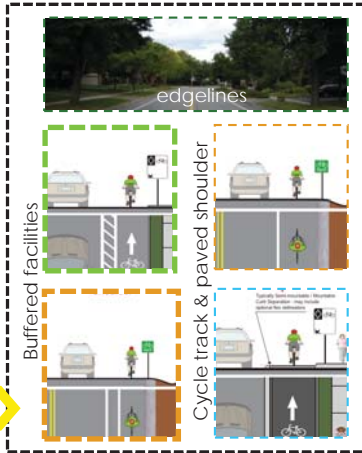 edgelines
Buffered facilities
Cycle track & paved shoulder
Typically Semi-mountable / Mountable
Curb Separation - may include
optional flex delineators